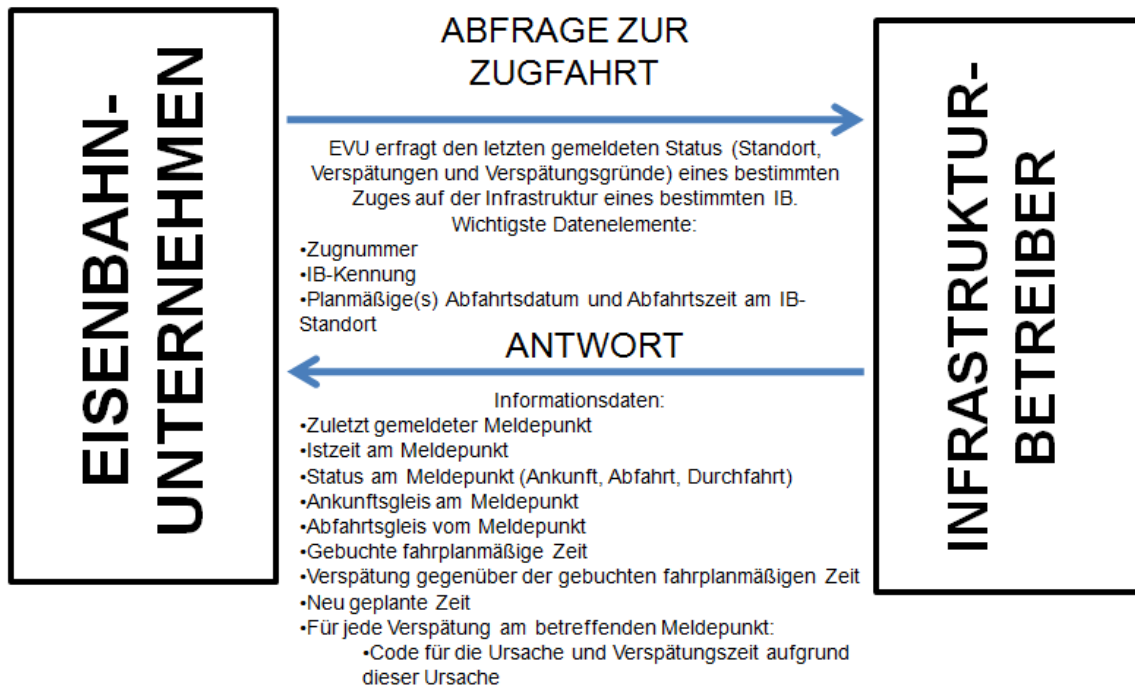 EISENBAHN-
UNTERNEHMEN
ABFRAGE ZUR
ZUGFAHRT
EVU erfragt den letzten gemeldeten Status (Standort,
Verspätungen und Verspätungsgründe) eines bestimmten
Zuges auf der Infrastruktur eines bestimmten IB.
Wichtigste Datenelemente:
•Zugnummer
•IB-Kennung
•Planmäßige(s) Abfahrtsdatum und Abfahrtszeit am IB-
Standort
ANTWORT
Informationsdaten:
•Zuletzt gemeldeter Meldepunkt
•Istzeit am Meldepunkt
•Status am Meldepunkt (Ankunft, Abfahrt, Durchfahrt)
•Ankunftsgleis am Meldepunkt
•Abfahrtsgleis vom Meldepunkt
•Gebuchte fahrplanmäßige Zeit
•Verspätung gegenüber der gebuchten fahrplanmäßigen Zeit
•Neu geplante Zeit
•Für jede Verspätung am betreffenden Meldepunkt:
•Code für die Ursache und Verspätungszeit aufgrund
dieser Ursache
INFRASTRUKTUR-
BETREIBER